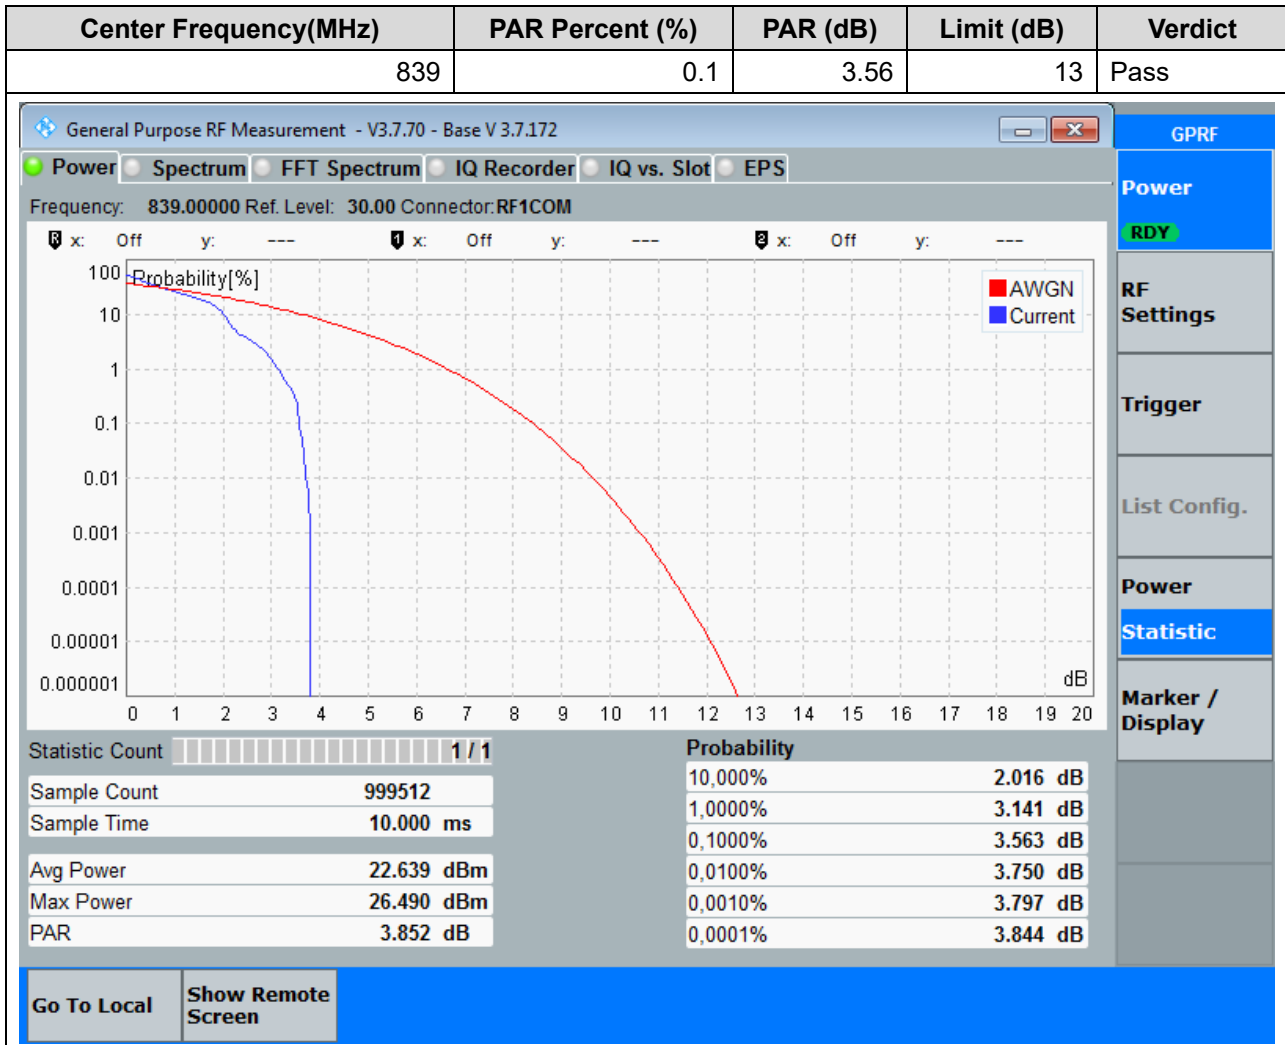 Center Frequency(MHz) PAR Percent (%) PAR (dB) Limit (dB) Verdict
839 0.1 3.56 13 Pass
General Purpose RF Measurement - V3.7.70 - Base V 3.7.172
GPRF
Power Spectrum FFT Spectrum IQ Recorder IQ vs. Slot EPS
Power
RDY
Frequency: 839.00000 Ref. Level: 30.00 Connector:RF1COM
R x: Off y: --- 1 x: Off y: --- 2 x: Off y: ---
Probability[%]
AWGN
Current
100
10
1
0.1
0.01
0.001
0.0001
0.00001
0.000001
dB
0 1 2 3 4 5 6 7 8 9 10 11 12 13 14 15 16 17 18 19 20
RF
Settings
Trigger
List Config.
Power
Statistic
Marker /
Display
Statistic Count 1 / 1
Sample Count 999512
Sample Time 10.000 ms
Avg Power 22.639 dBm
Max Power 26.490 dBm
PAR 3.852 dB
Probability
10,000% 2.016 dB
1,0000% 3.141 dB
0,1000% 3.563 dB
0,0100% 3.750 dB
0,0010% 3.797 dB
0,0001% 3.844 dB
Go To Local
Show Remote
Screen